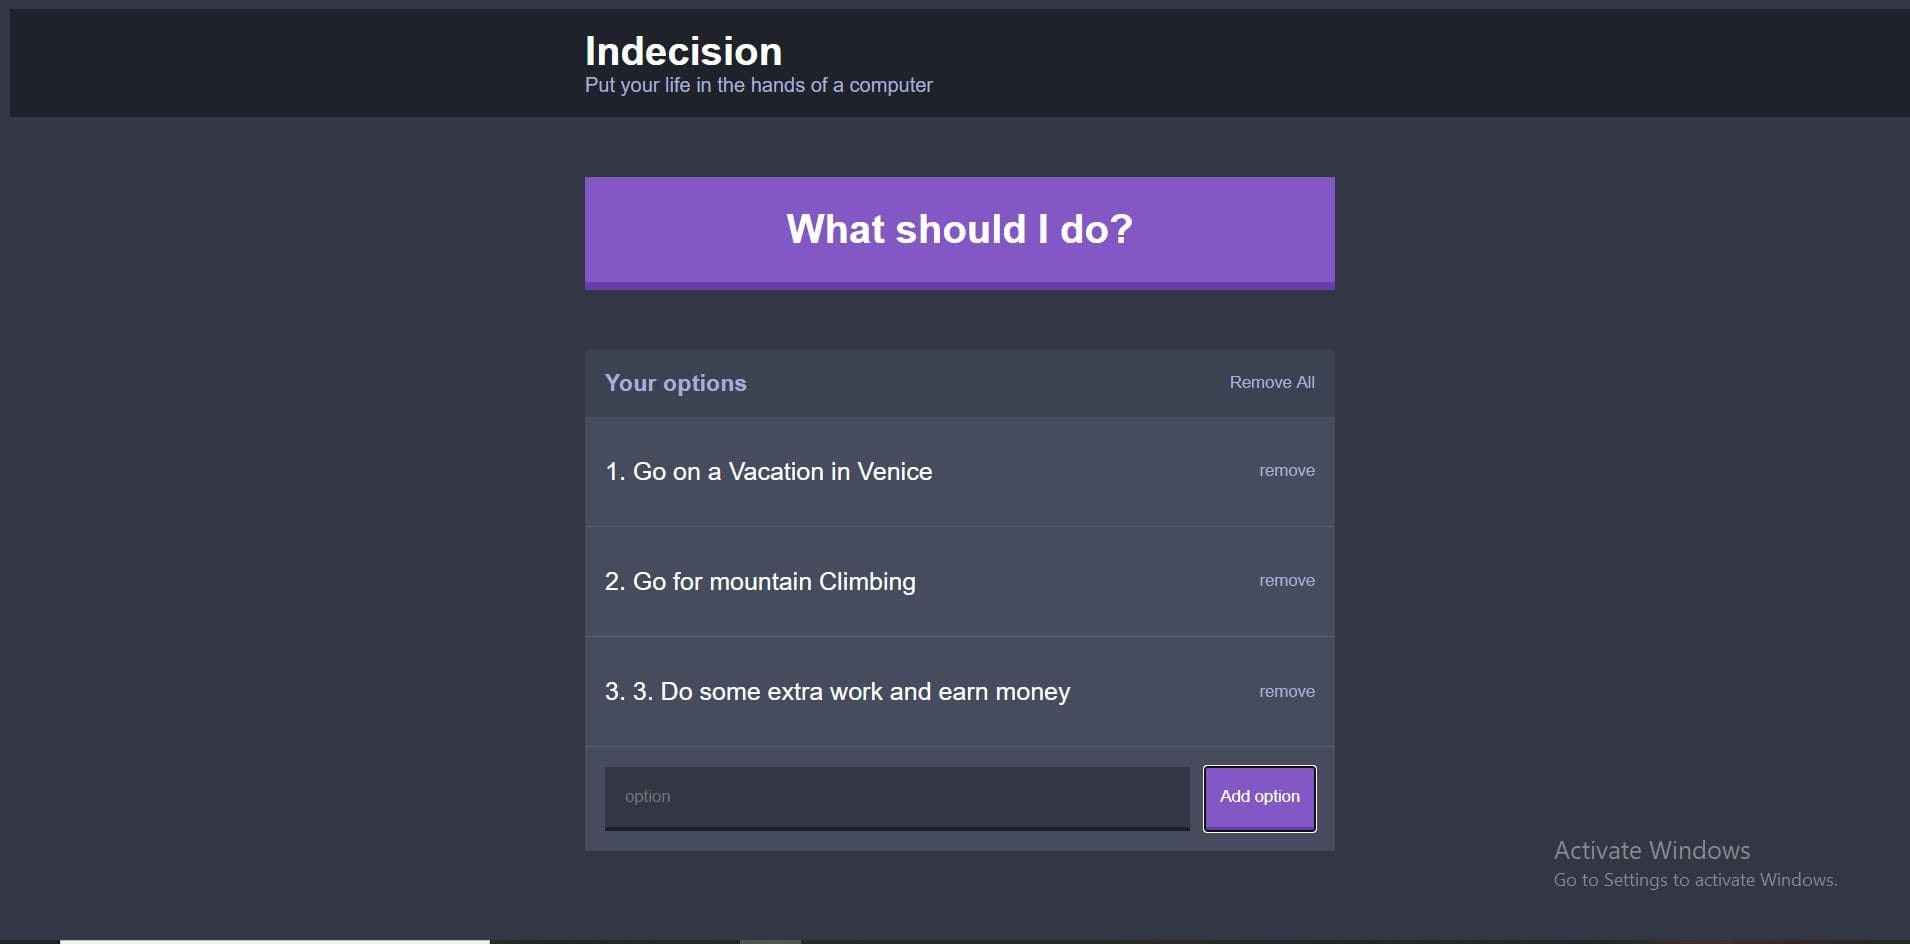 Indecision
Put your life in the hands of a computer
What should I do?
Your options
Remove All
1. Go on a Vacation in Venice
remove
2. Go for mountain Climbing
remove
3. 3. Do some extra work and earn money
remove
option
Add option
Activate Windows
Go to Settings to activate Windows.